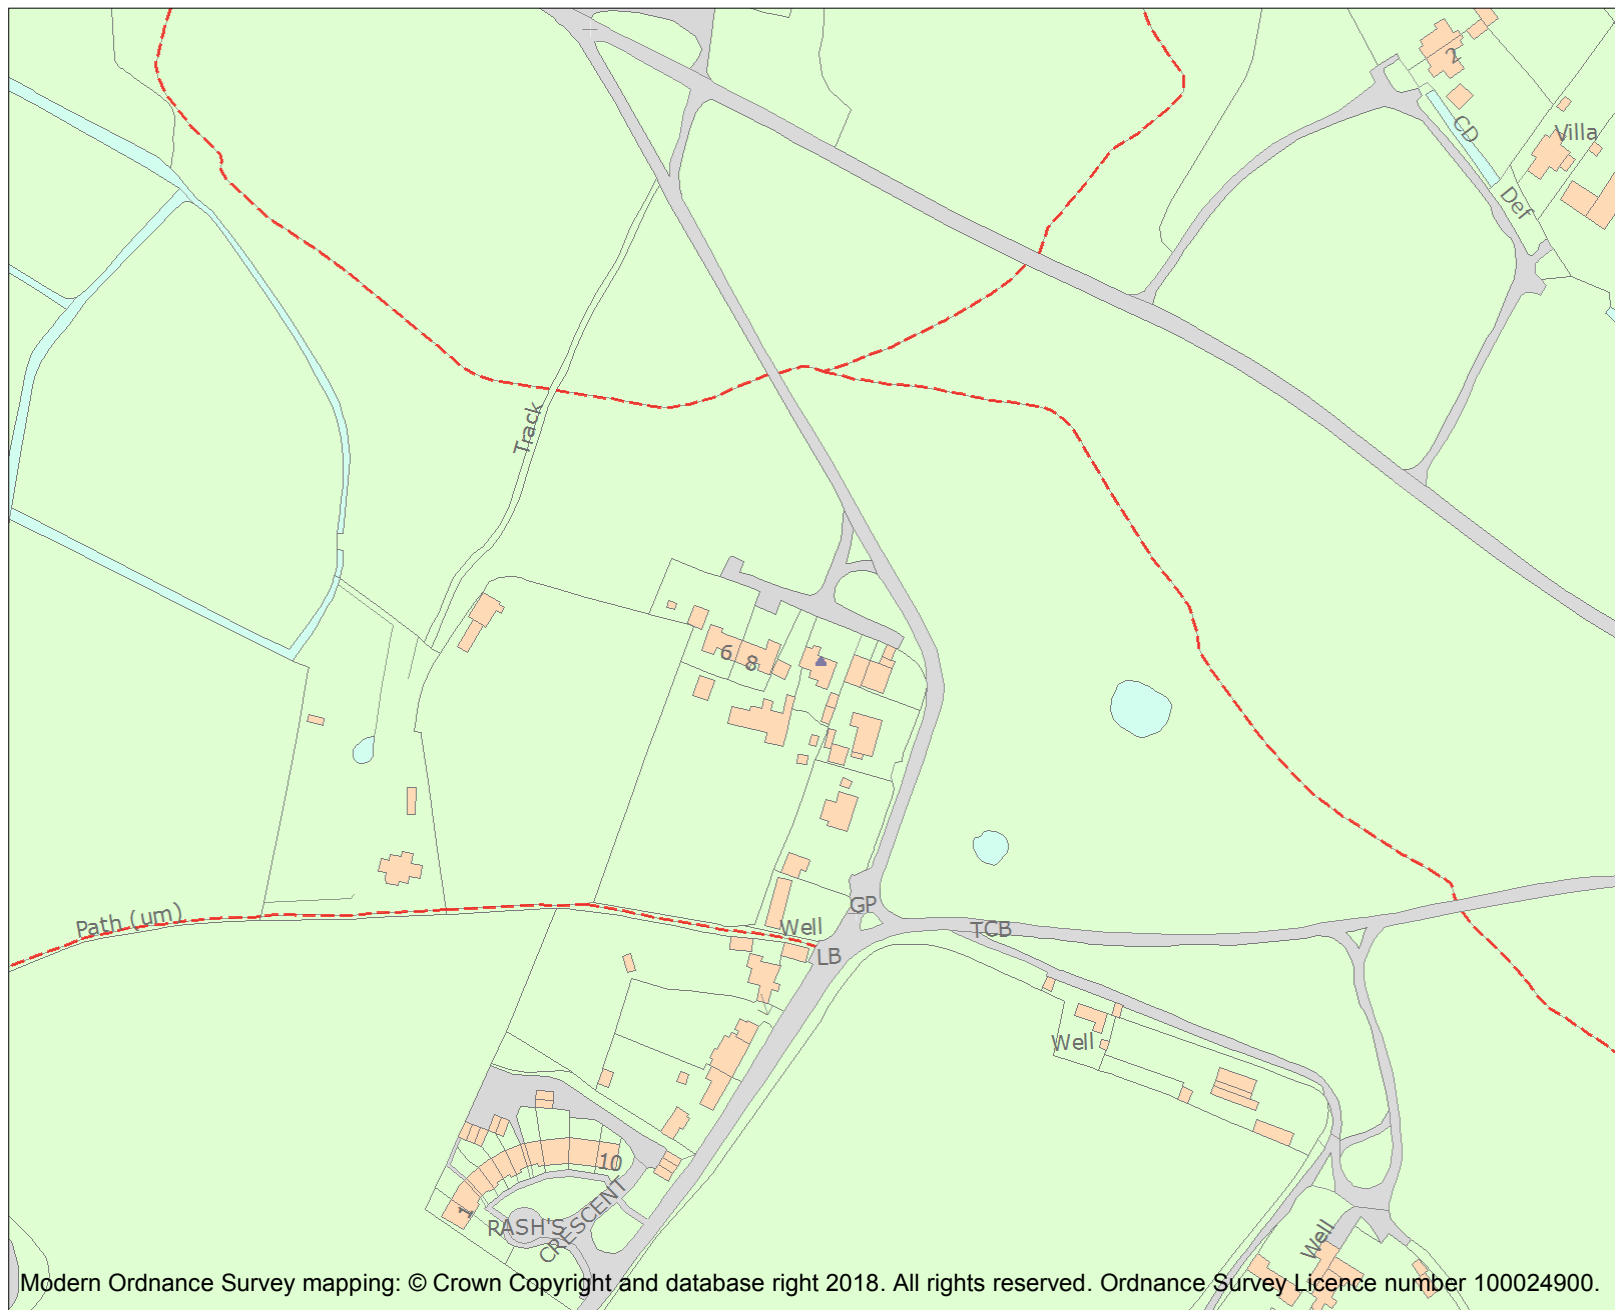 2
CD
Villa
Def
Track
6
8
Path (um)
GP
Well
TCB
LB
Well
10
1
RASH'S
CRESCENT
Well
Modern Ordnance Survey mapping: © Crown Copyright and database right 2018. All rights reserved. Ordnance Survey Licence number 100024900.